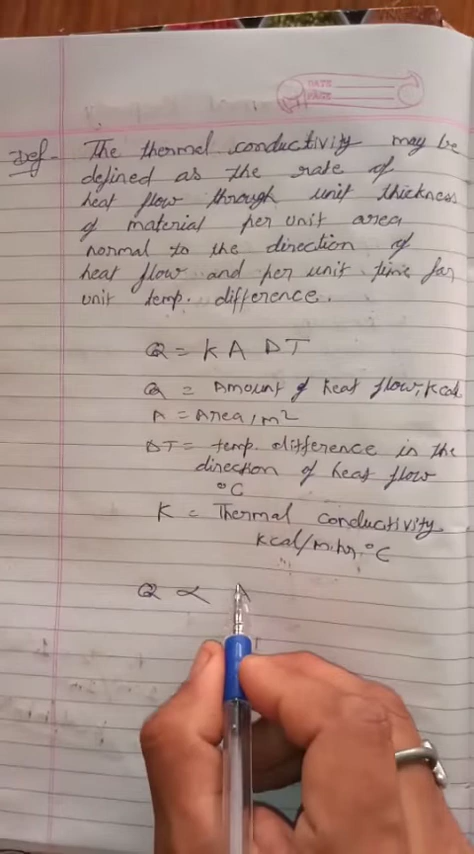 DATE
PAGE
Def- The thermal conductivity may be
defined as the rate of
heat flow through unit thickness
of material per unit area
normal to the direction of
heat flow and per unit time for
unit temp. difference.
Q = K A ΔT
Q = Amount of heat flow, Kcal
A = Area, m²
ΔT = temp. difference in the
direction of heat flow
°C
K = Thermal conductivity
Kcal/m.hr.°C
Q ∝ A